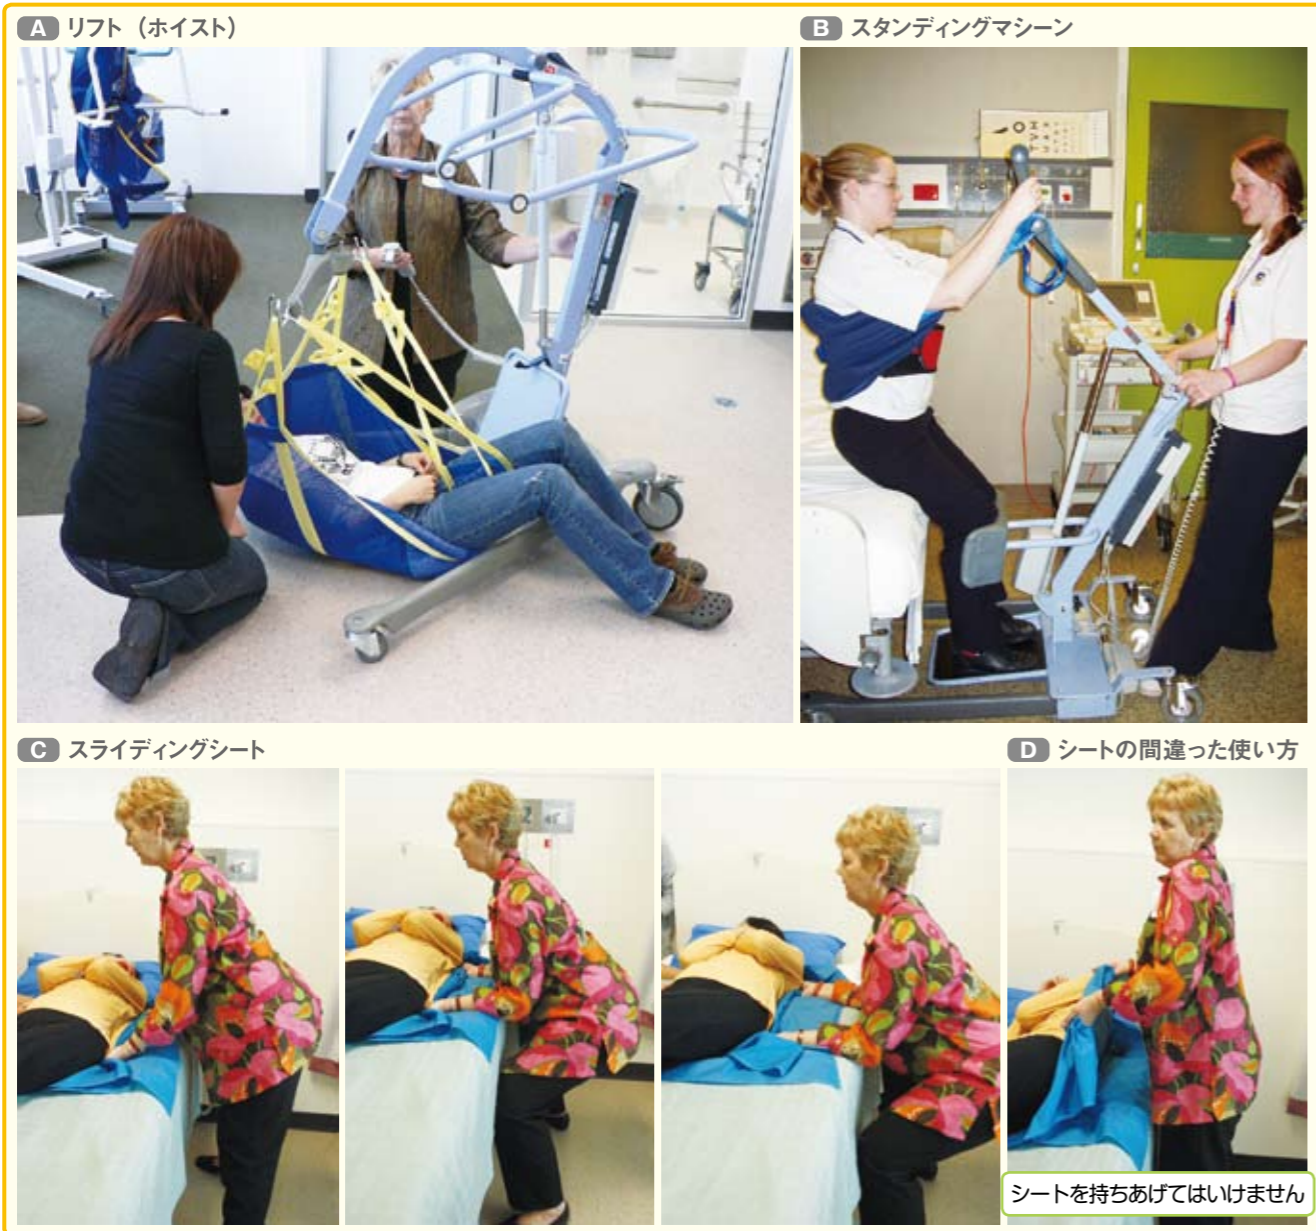 A リフト（ホイスト）
B スタンディングマシーン
C スライディングシート
D シートの間違った使い方
シートを持ちあげてはいけません